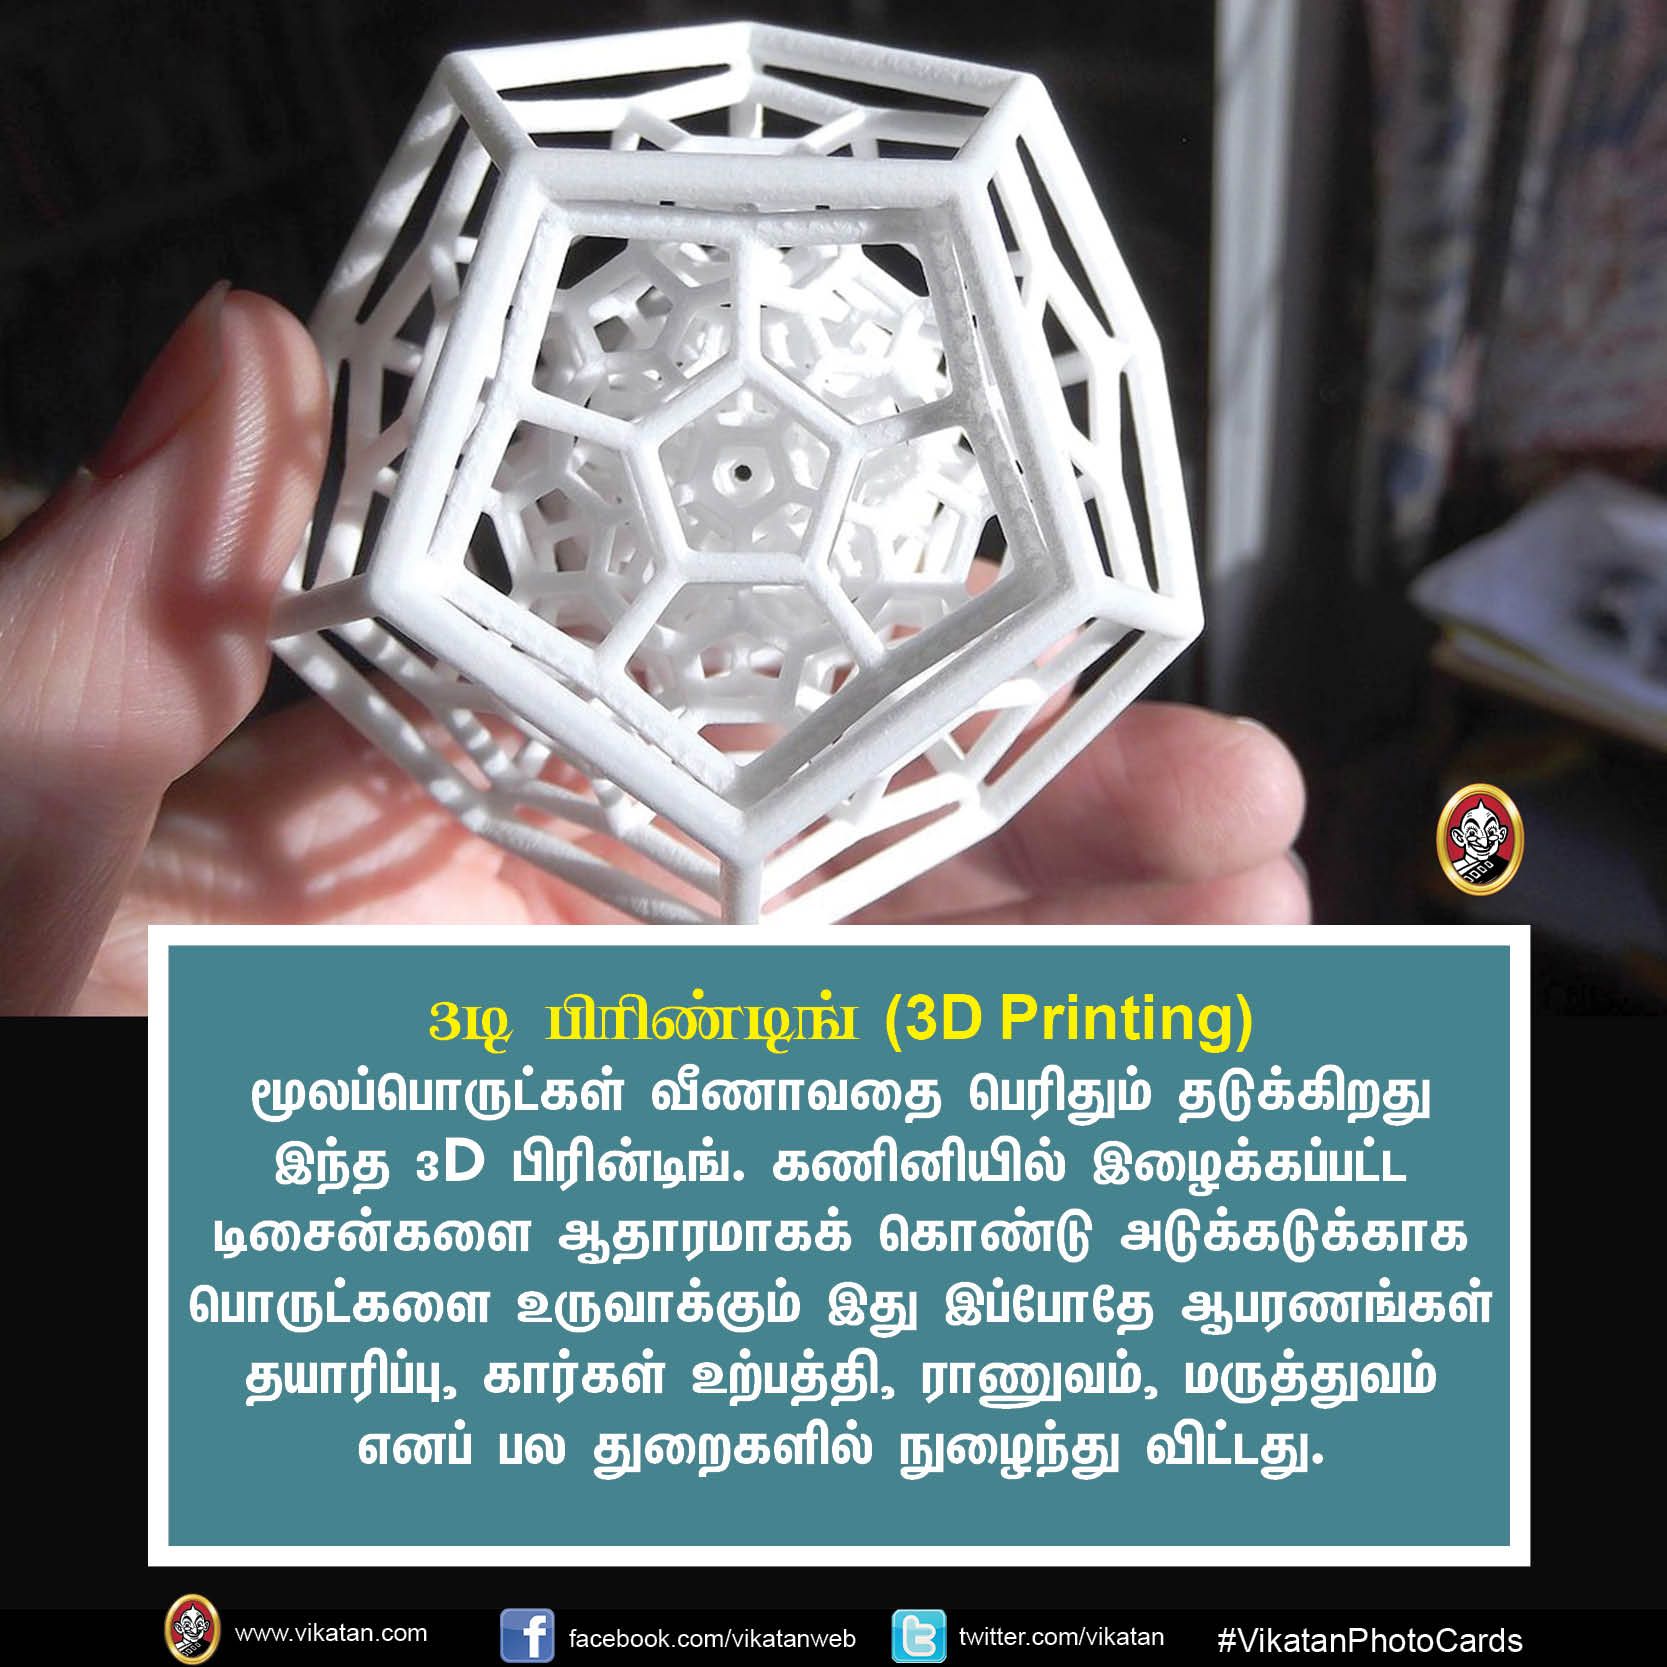 3டி பிரிண்டிங் (3D Printing)
மூலப்பொருட்கள் வீணாவதை பெரிதும் தடுக்கிறது
இந்த 3D பிரின்டிங். கணினியில் இழைக்கப்பட்ட
டிசைன்களை ஆதாரமாகக் கொண்டு அடுக்கடுக்காக
பொருட்களை உருவாக்கும் இது இப்போதே ஆபரணங்கள்
தயாரிப்பு, கார்கள் உற்பத்தி, ராணுவம், மருத்துவம்
எனப் பல துறைகளில் நுழைந்து விட்டது.
www.vikatan.com facebook.com/vikatanweb twitter.com/vikatan #VikatanPhotoCards